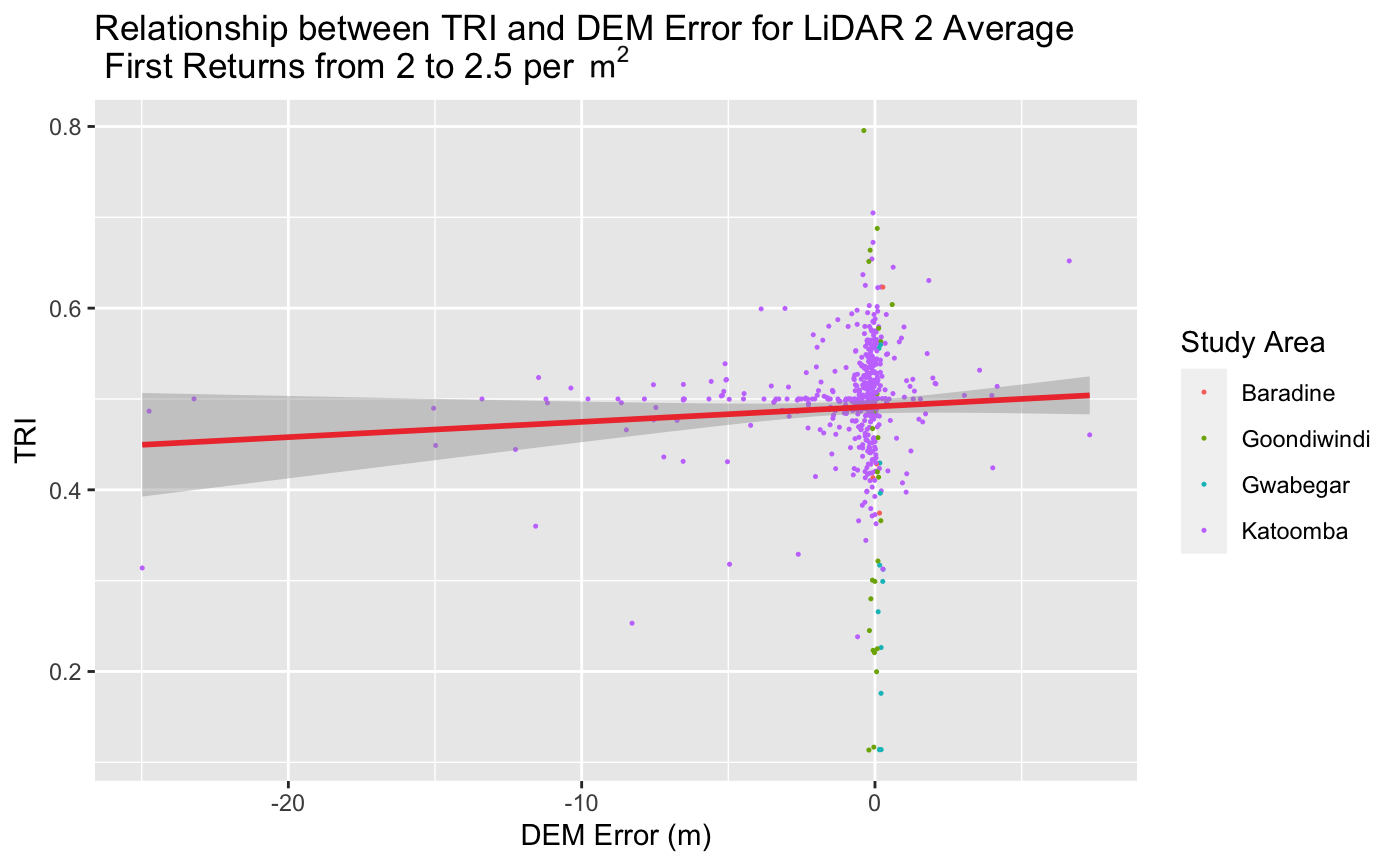 Relationship between TRI and DEM Error for LiDAR 2 Average
First Returns from 2 to 2.5 per m²
0.8
0.6
0.4
0.2
TRI
-20
-10
0
DEM Error (m)
Study Area
Baradine
Goondiwindi
Gwabegar
Katoomba